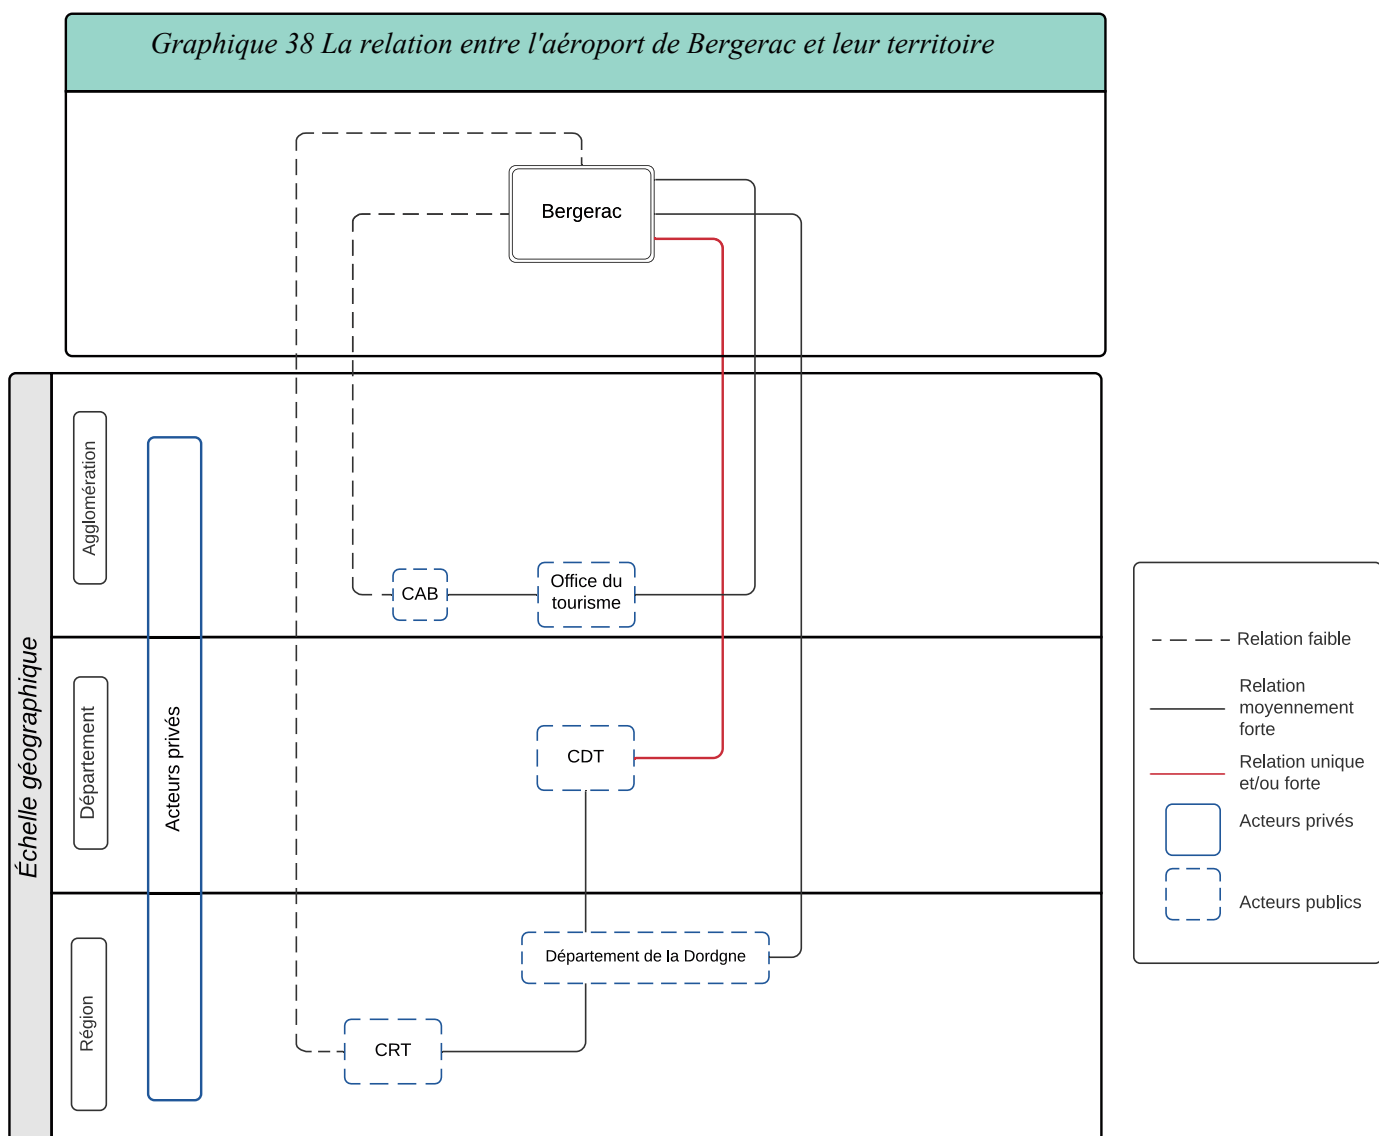 Graphique 38 La relation entre l'aéroport de Bergerac et leur territoire
Bergerac
Échelle géographique
Agglomération
Département
Région
Acteurs privés
CAB
Office du
tourisme
CDT
Département de la Dordgne
CRT
Relation faible
Relation
moyennement
forte
Relation unique
et/ou forte
Acteurs privés
Acteurs publics